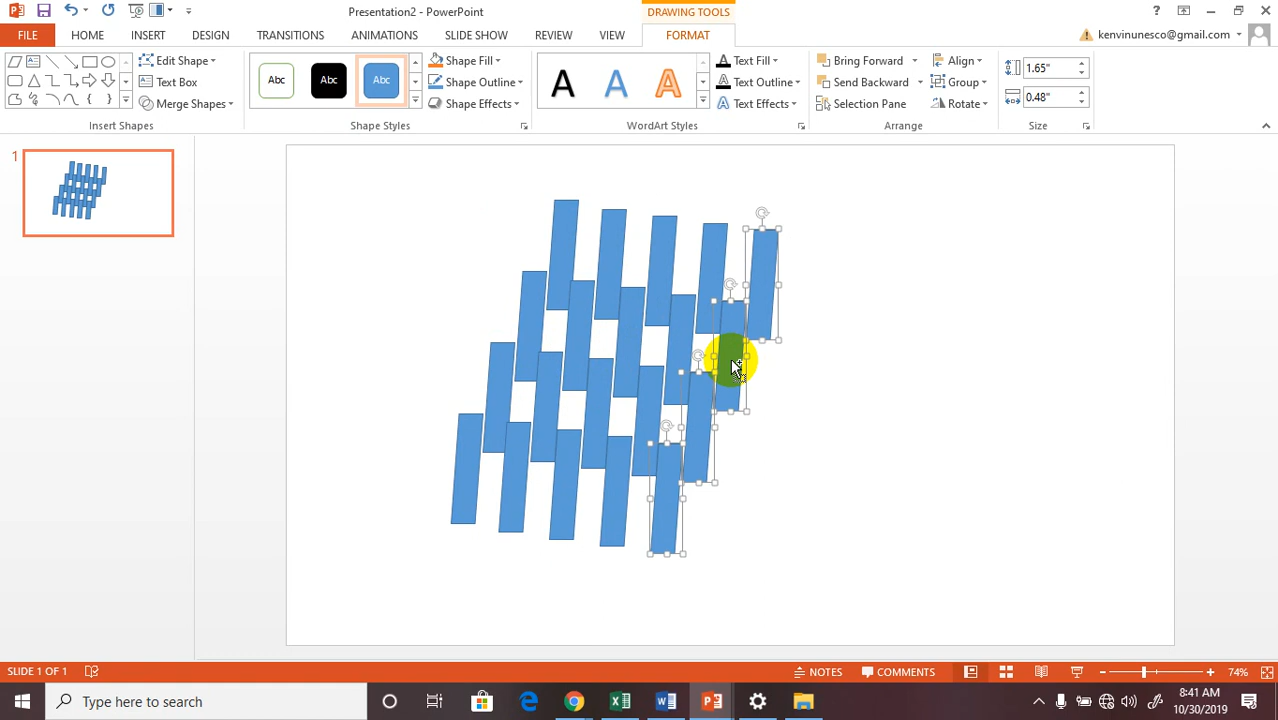 Presentation2 - PowerPoint
DRAWING TOOLS
?
FILE HOME INSERT DESIGN TRANSITIONS ANIMATIONS SLIDE SHOW REVIEW VIEW FORMAT
kenvinunesco@gmail.com
Edit Shape
Text Box
Merge Shapes
Insert Shapes
Abc Abc Abc
Shape Fill
Shape Outline
Shape Effects
Shape Styles
A A A
Text Fill
Text Outline
Text Effects
WordArt Styles
Bring Forward
Send Backward
Selection Pane
Align
Group
Rotate
Arrange
1.65"
0.48"
Size
1
SLIDE 1 OF 1
NOTES
COMMENTS
74%
Type here to search
8:41 AM
10/30/2019